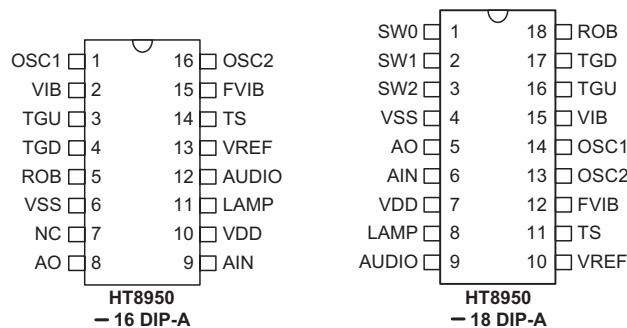 OSC1 1 16 OSC2
VIB 2 15 FVIB
TGU 3 14 TS
TGD 4 13 VREF
ROB 5 12 AUDIO
VSS 6 11 LAMP
NC 7 10 VDD
AO 8 9 AIN
HT8950
– 16 DIP-A
SW0 1 18 ROB
SW1 2 17 TGD
SW2 3 16 TGU
VSS 4 15 VIB
AO 5 14 OSC1
AIN 6 13 OSC2
VDD 7 12 FVIB
LAMP 8 11 TS
AUDIO 9 10 VREF
HT8950
– 18 DIP-A